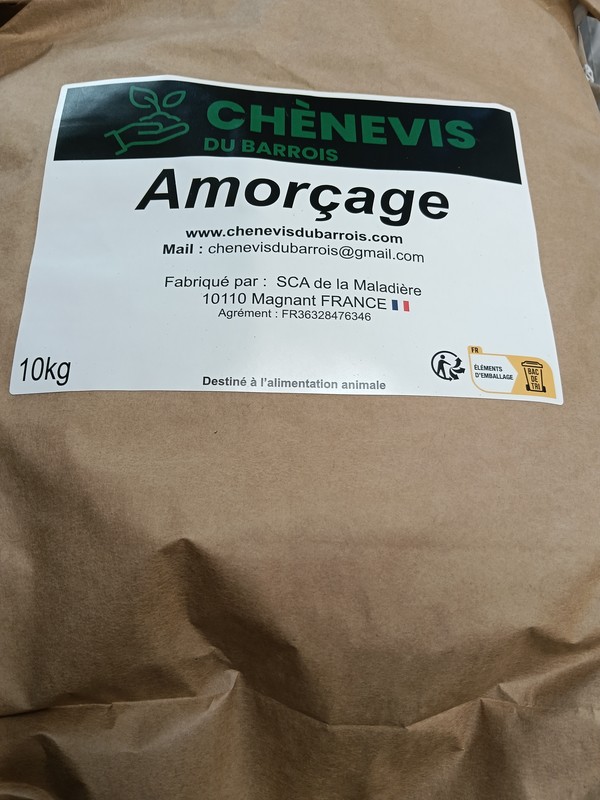 CHÈNEVIS
DU BARROIS
Amorçage
www.chenevisdubarrois.com
Mail : chenevisdubarrois@gmail.com
Fabriqué par : SCA de la Maladière
10110 Magnant FRANCE
Agrément : FR36328476346
10kg
Destiné à l'alimentation animale
FR
ÉLÉMENTS
D'EMBALLAGE
BAC
DE
TRI